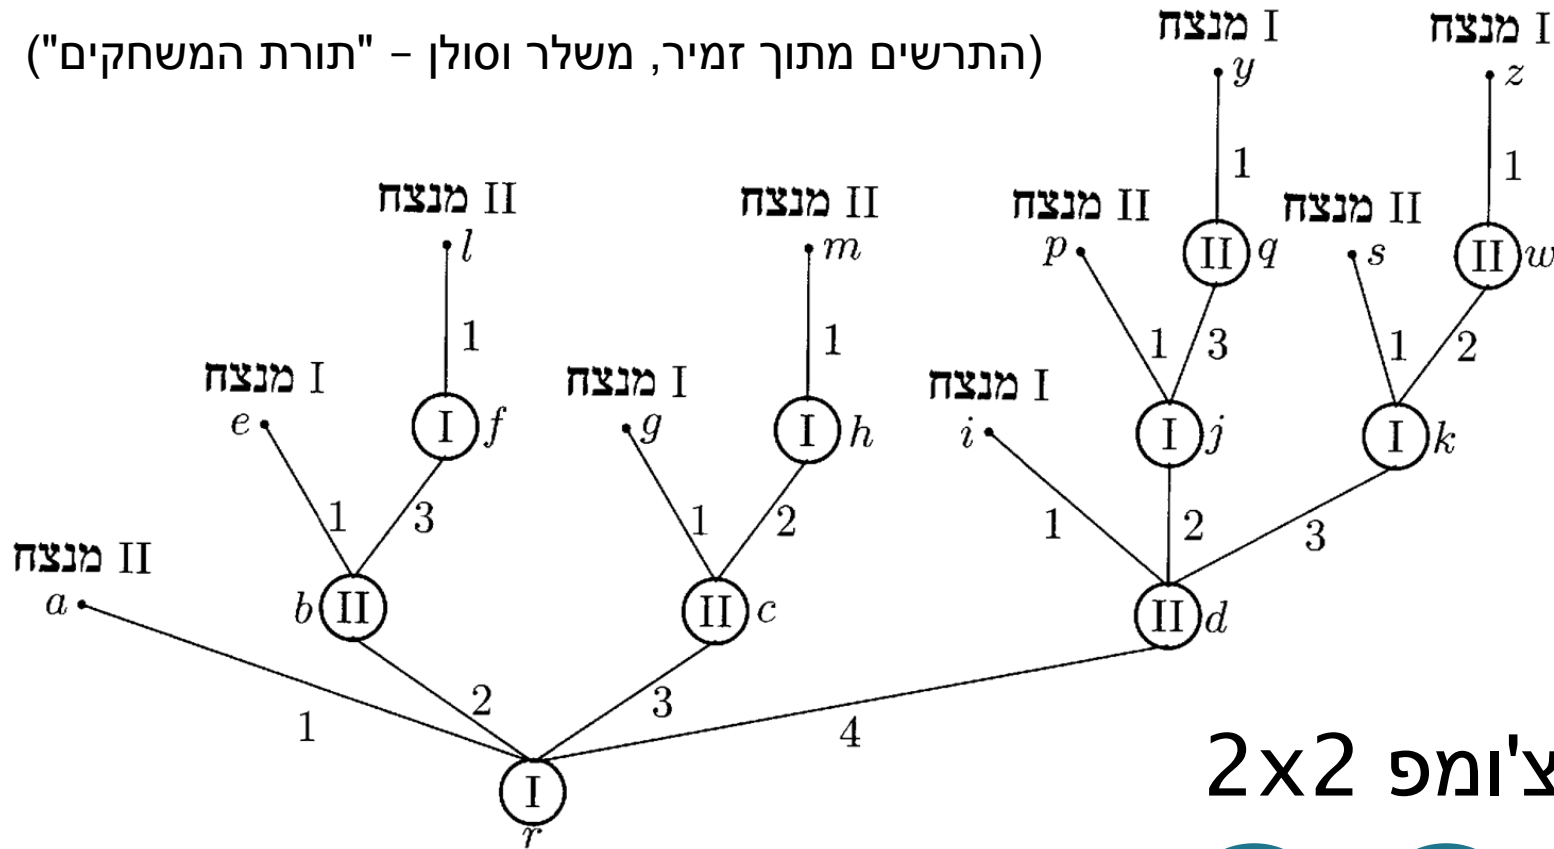 (התרשים מתוך זמיר, משלר וסולן – "תורת המשחקים")
I מנצח
I מנצח
y
z
1
1
II מנצח
II מנצח
II מנצח
II מנצח
l
m
p
II q
s
II w
1
1
1
3
1
2
I מנצח
I מנצח
I מנצח
e
I f
g
I h
i
I j
I k
1
3
1
2
1
2
3
II מנצח
a
b II
II c
II d
1
2
3
4
I
r
צ'ומפ 2x2